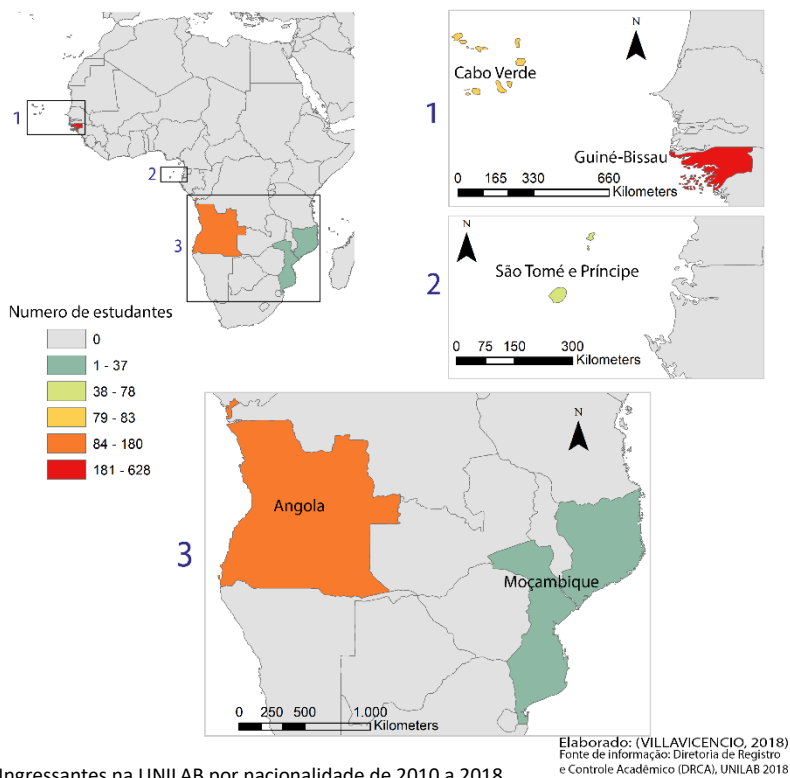 1
2
3
Numero de estudantes
0
1 - 37
38 - 78
79 - 83
84 - 180
181 - 628
N
Cabo Verde
1
Guiné-Bissau
0 165 330 660
Kilometers
N
São Tomé e Príncipe
2
0 75 150 300
Kilometers
N
Angola
3
Moçambique
0 250 500 1.000
Kilometers
Elaborado: (VILLAVICENCIO, 2018)
Fonte de informação: Diretoria de Registro
e Controle Acadêmico (DRCA), UNILAB 2018
Ingressantes na UNILAB por nacionalidade de 2010 a 2018